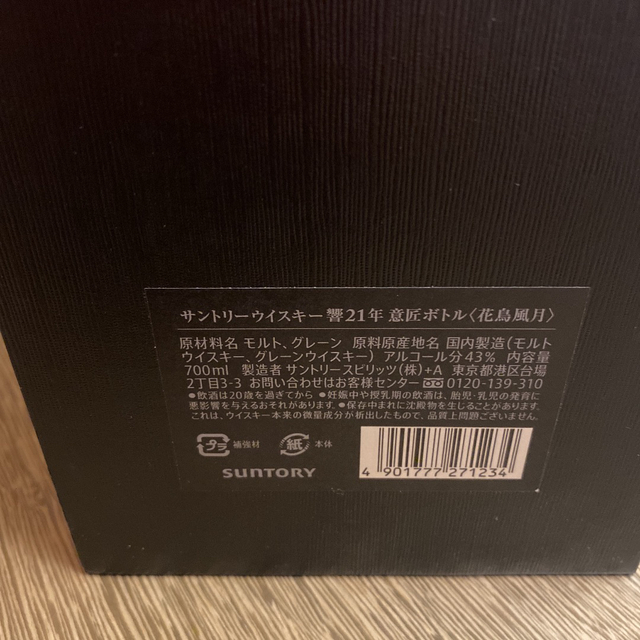 サントリーウイスキー 響21年 意匠ボトル〈花鳥風月〉
原材料名 モルト、グレーン 原料原産地名 国内製造(モルト
ウイスキー、グレーンウイスキー) アルコール分43% 内容量
700ml 製造者 サントリースピリッツ(株)+A 東京都港区台場
2丁目3-3 お問い合わせはお客様センター 0120-139-310
●飲酒は20歳を過ぎてから ●妊娠中や授乳期の飲酒は、胎児・乳児の発育に
悪影響を与えるおそれがあります。●保存中まれに沈殿物を生じることがあります。
これは、ウイスキー本来の微量成分が析出したもので、品質上問題ございません。
プラ 補強材 紙 本体
SUNTORY
4 901777 271234